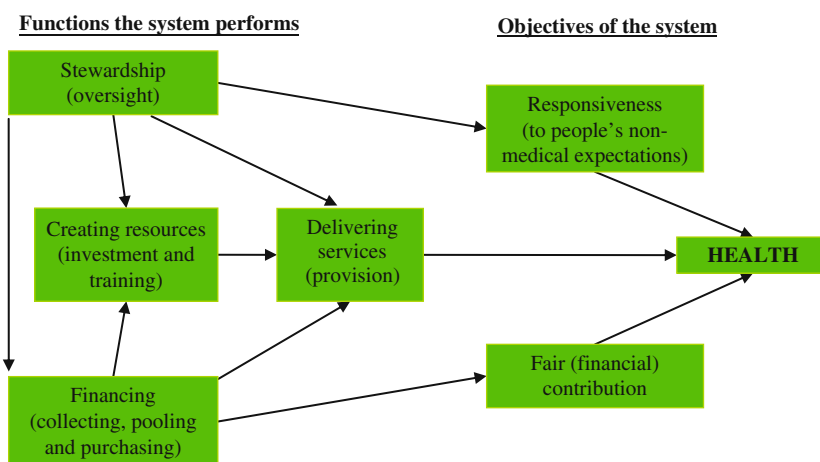 Functions the system performs
Objectives of the system
Stewardship
(oversight)
Responsiveness
(to people's non-
medical expectations)
Creating resources
(investment and
training)
Delivering
services
(provision)
HEALTH
Fair (financial)
contribution
Financing
(collecting, pooling
and purchasing)